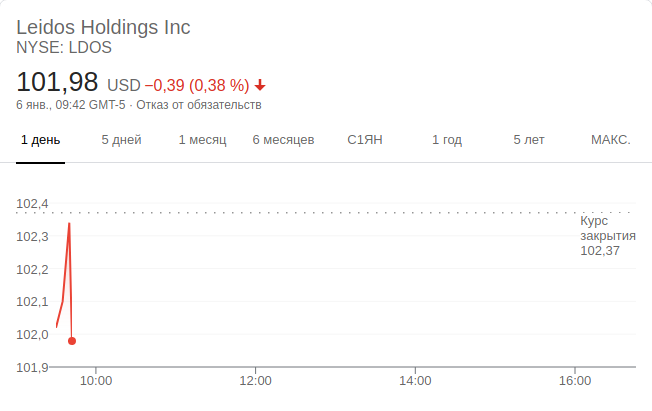 Leidos Holdings Inc
NYSE: LDOS
101,98 USD −0,39 (0,38 %)
6 янв., 09:42 GMT-5 · Отказ от обязательств
1 день 5 дней 1 месяц 6 месяцев С1ЯН 1 год 5 лет МАКС.
102,4
Курс
закрытия
102,37
102,3
102,2
102,1
102,0
101,9
10:00 12:00 14:00 16:00